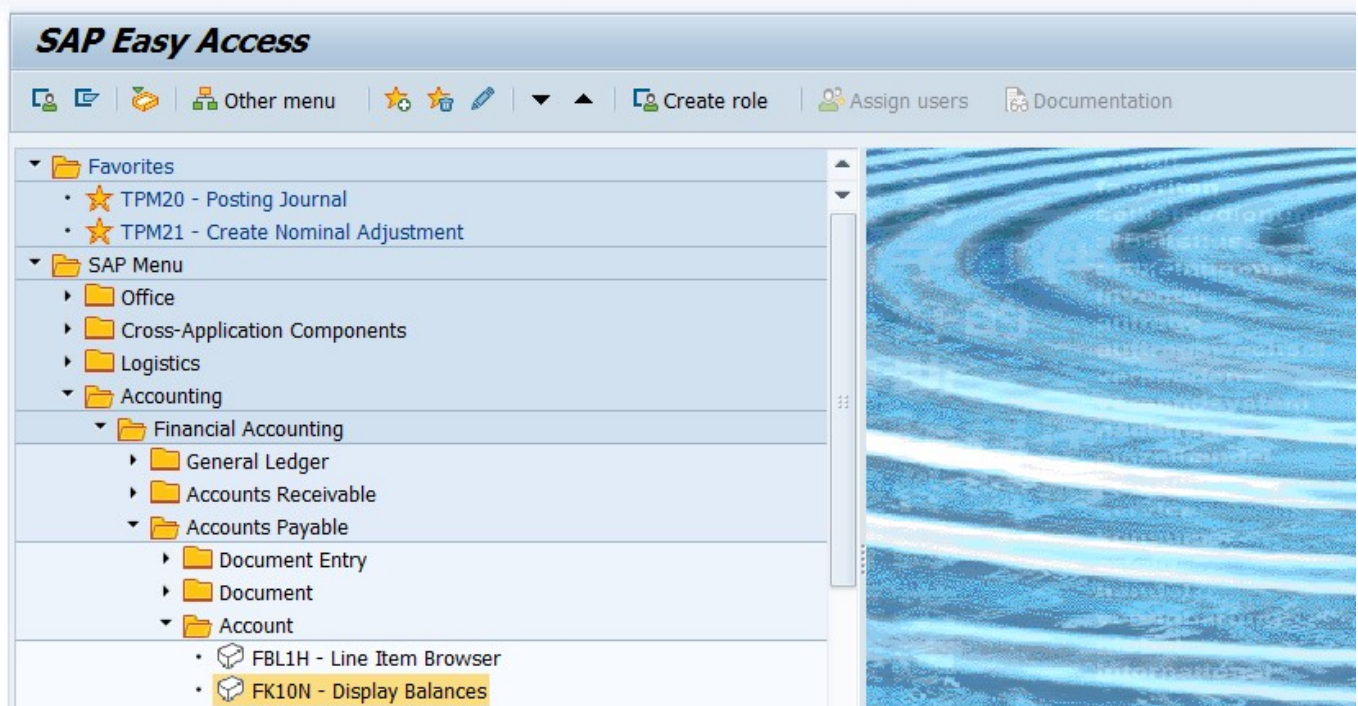 SAP Easy Access
Other menu Create role Assign users Documentation
Favorites
TPM20 - Posting Journal
TPM21 - Create Nominal Adjustment
SAP Menu
Office
Cross-Application Components
Logistics
Accounting
Financial Accounting
General Ledger
Accounts Receivable
Accounts Payable
Document Entry
Document
Account
FBL1H - Line Item Browser
FK10N - Display Balances